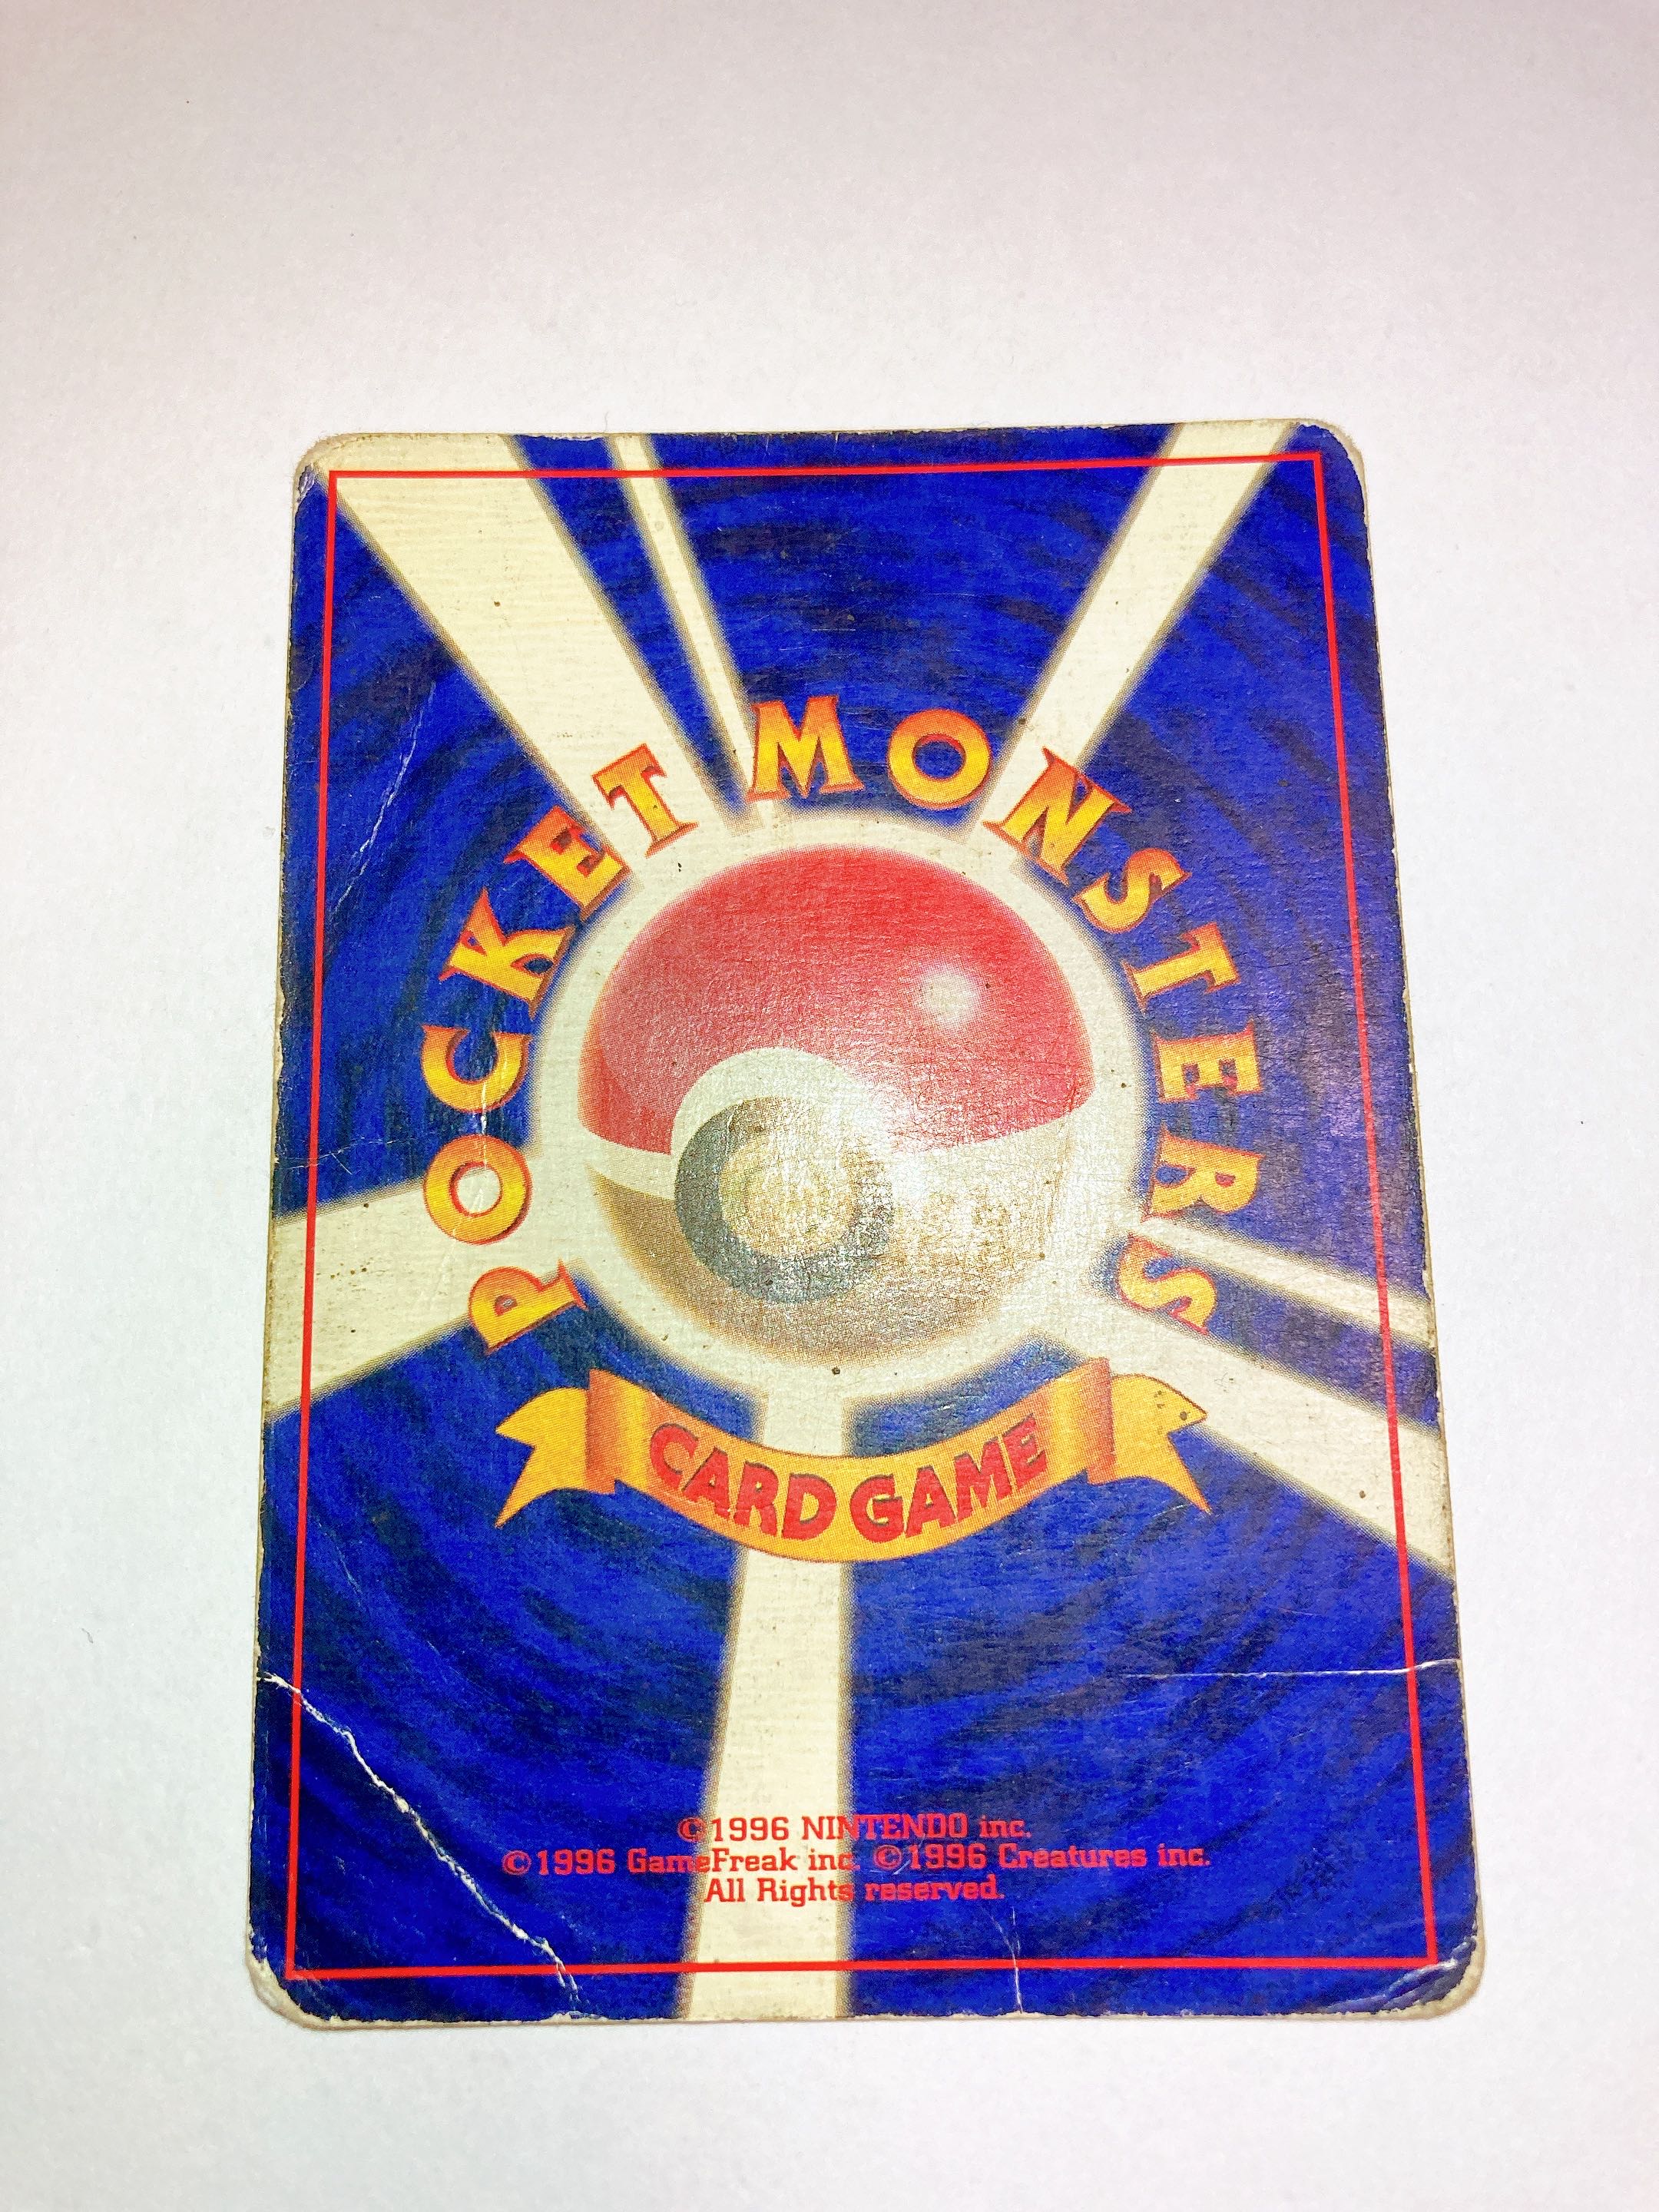 POCKET MONSTERS
CARD GAME
©1996 NINTENDO inc.
©1996 GameFreak inc. ©1996 Creatures inc.
All Rights reserved.